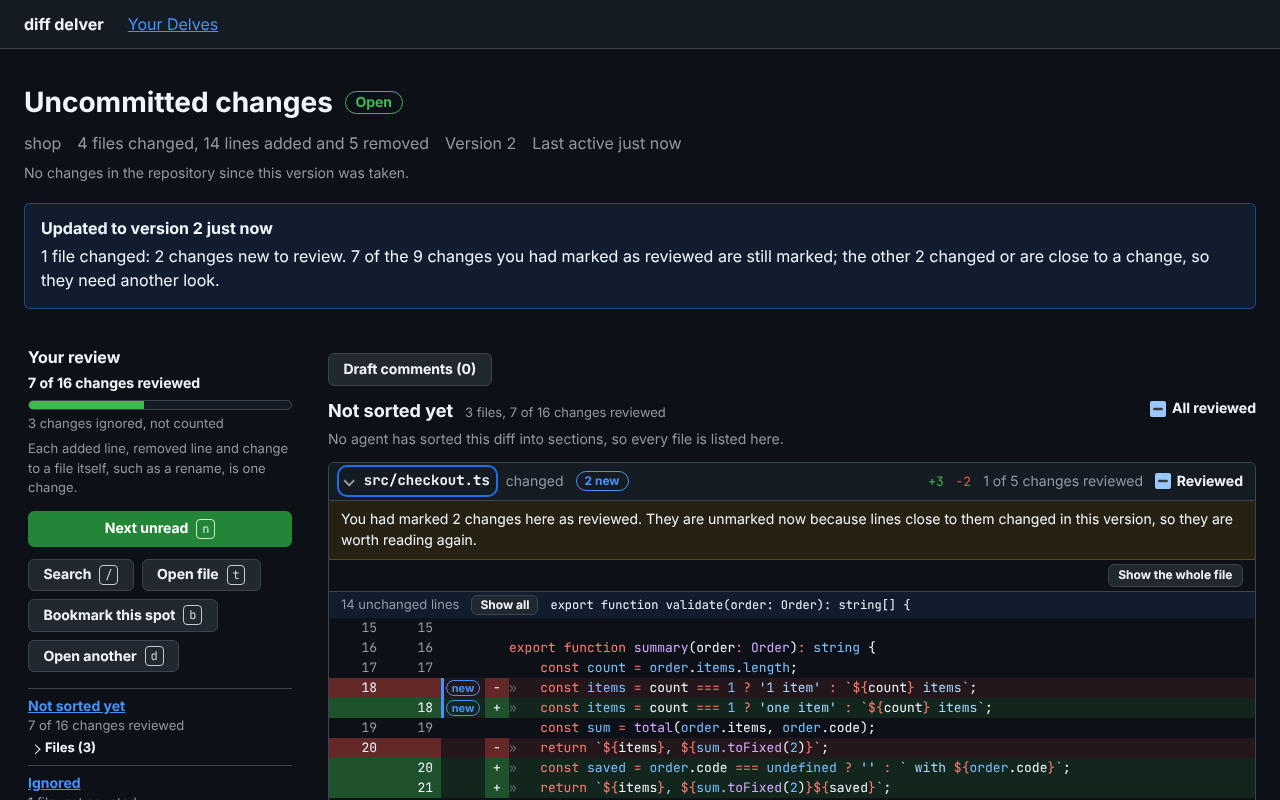 diff delver Your Delves
Uncommitted changes Open
shop 4 files changed, 14 lines added and 5 removed Version 2 Last active just now
No changes in the repository since this version was taken.
Updated to version 2 just now
1 file changed: 2 changes new to review. 7 of the 9 changes you had marked as reviewed are still marked; the other 2 changed or are close to a change, so
they need another look.
Your review
7 of 16 changes reviewed
3 changes ignored, not counted
Each added line, removed line and change
to a file itself, such as a rename, is one
change.
Next unread n
Search / Open file t
Bookmark this spot b
Open another d
Not sorted yet
7 of 16 changes reviewed
Files (3)
Ignored
Draft comments (0)
Not sorted yet 3 files, 7 of 16 changes reviewed All reviewed
No agent has sorted this diff into sections, so every file is listed here.
src/checkout.ts changed 2 new +3 -2 1 of 5 changes reviewed Reviewed
You had marked 2 changes here as reviewed. They are unmarked now because lines close to them changed in this version, so they are
worth reading again.
Show the whole file
14 unchanged lines Show all export function validate(order: Order): string[] {
15 15
16 16 export function summary(order: Order): string {
17 17 const count = order.items.length;
18 new - » const items = count === 1 ? '1 item' : `${count} items`;
18 new + » const items = count === 1 ? 'one item' : `${count} items`;
19 19 const sum = total(order.items, order.code);
20 - » return `${items}, ${sum.toFixed(2)}`;
20 + » const saved = order.code === undefined ? '' : ` with ${order.code}`;
21 + » return `${items}, ${sum.toFixed(2)}${saved}`;